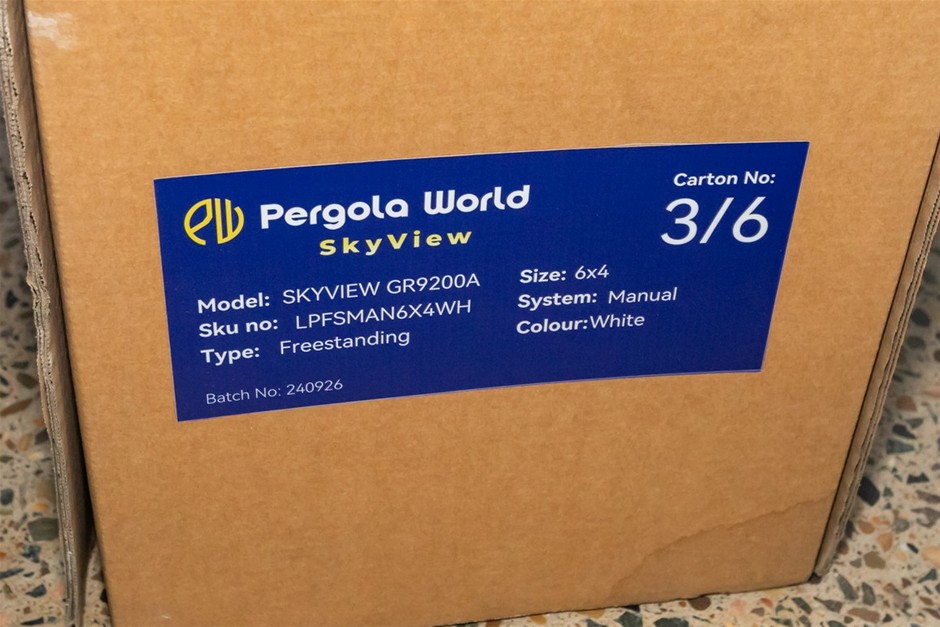 PW Pergola World
SkyView
Carton No:
3/6
Model: SKYVIEW GR9200A
Sku no: LPFSMAN6X4WH
Type: Freestanding
Size: 6x4
System: Manual
Colour:White
Batch No: 240926